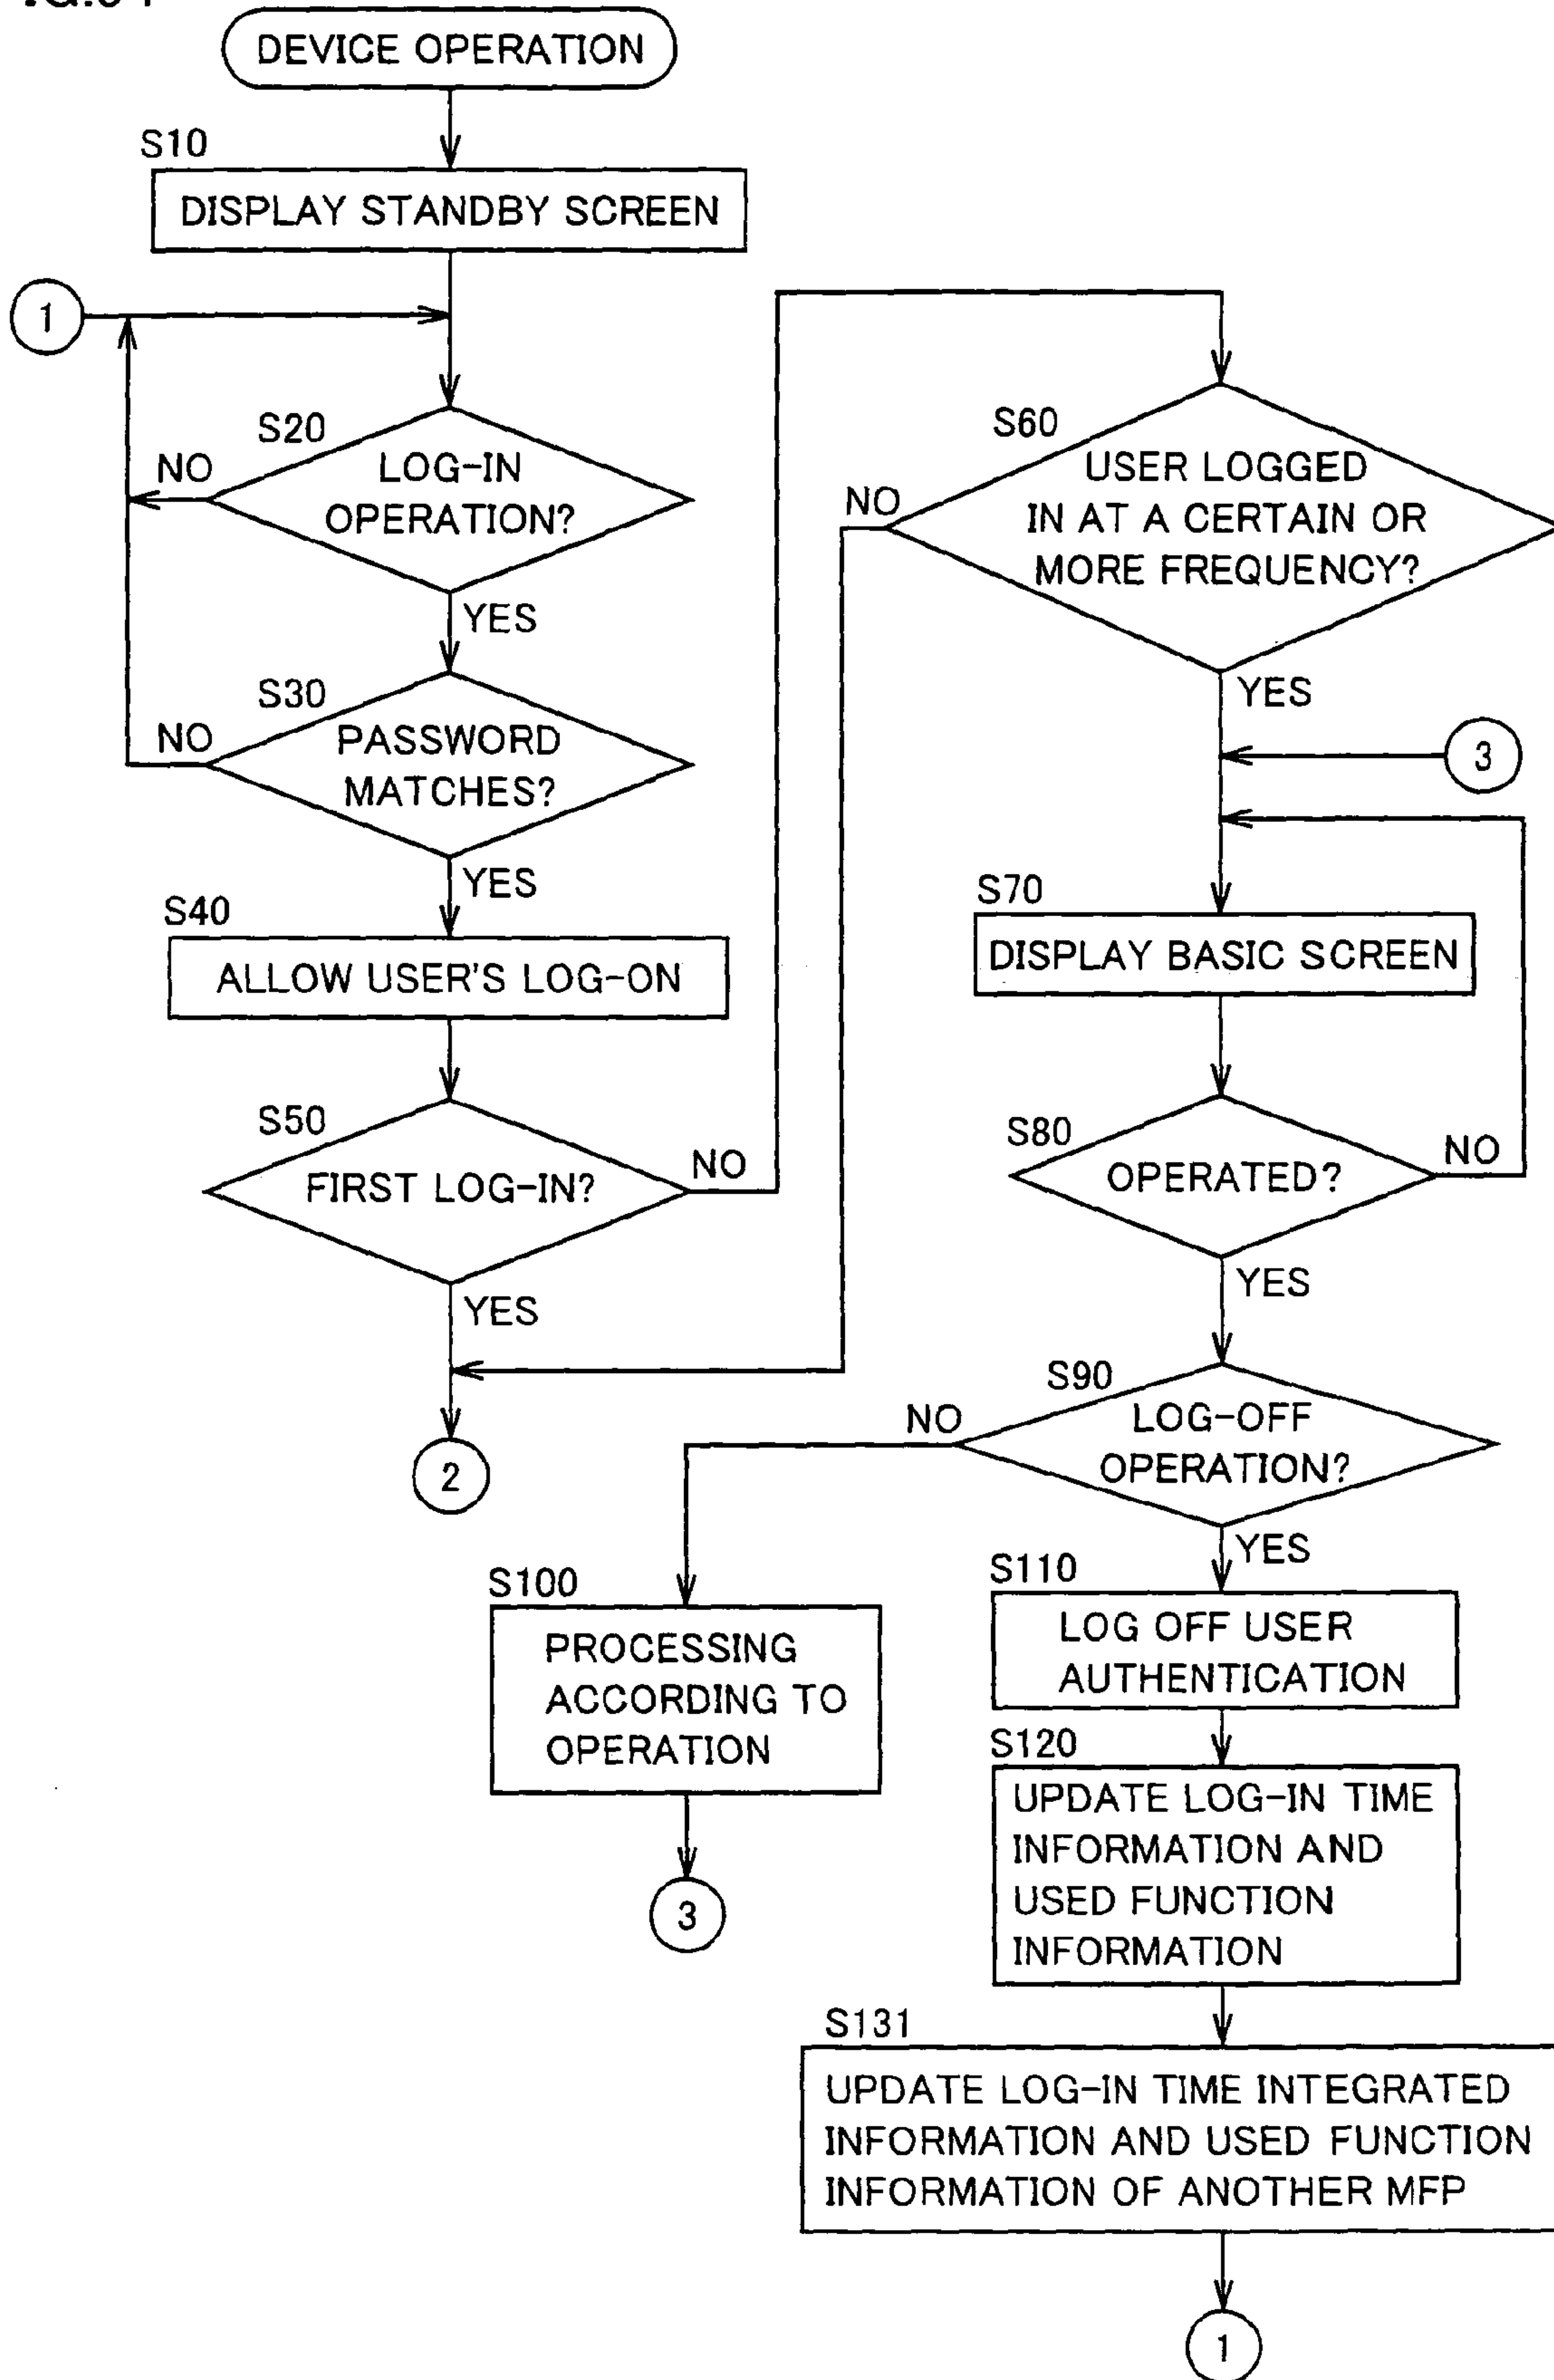 DEVICE OPERATION
S10
DISPLAY STANDBY SCREEN
1
S20
LOG-IN
OPERATION?
NO
YES
S30
PASSWORD
MATCHES?
NO
YES
S40
ALLOW USER'S LOG-ON
S50
FIRST LOG-IN?
NO
YES
2
S60
USER LOGGED
IN AT A CERTAIN OR
MORE FREQUENCY?
NO
YES
3
S70
DISPLAY BASIC SCREEN
S80
OPERATED?
NO
YES
S90
LOG-OFF
OPERATION?
NO
YES
S100
PROCESSING
ACCORDING TO
OPERATION
3
S110
LOG OFF USER
AUTHENTICATION
S120
UPDATE LOG-IN TIME
INFORMATION AND
USED FUNCTION
INFORMATION
S131
UPDATE LOG-IN TIME INTEGRATED
INFORMATION AND USED FUNCTION
INFORMATION OF ANOTHER MFP
1